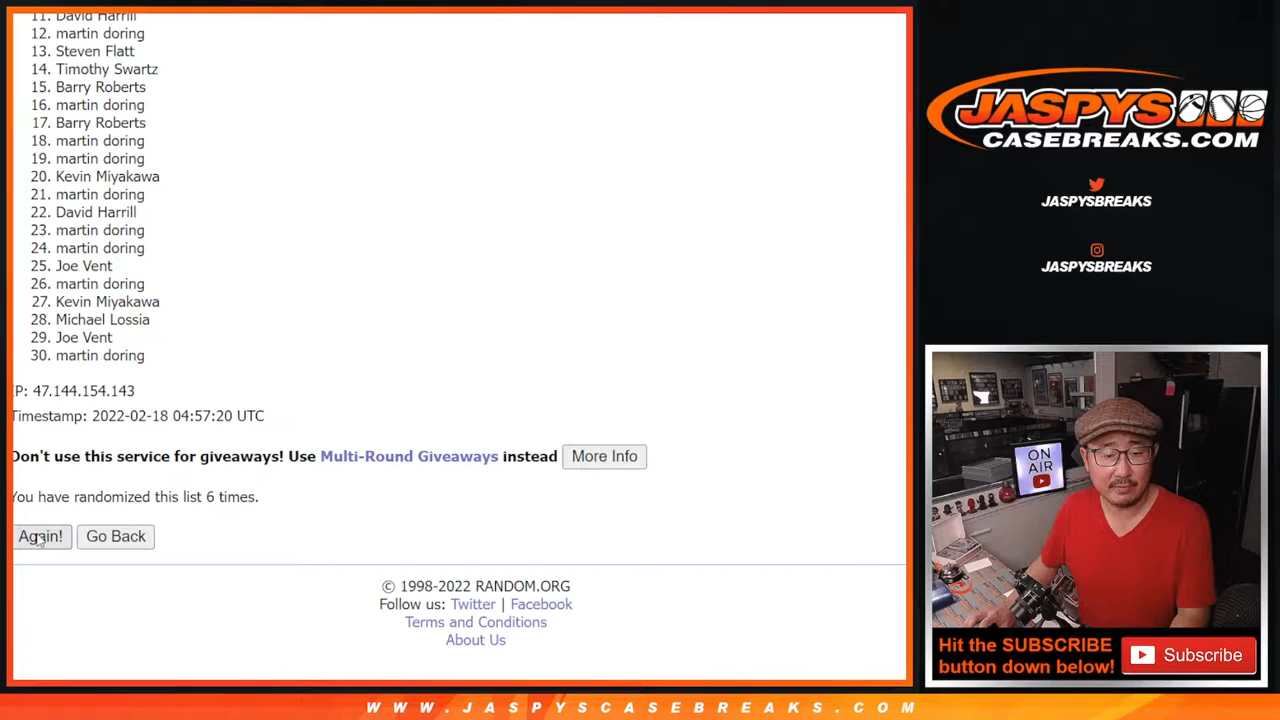 11. David Harrill
12. martin doring
13. Steven Flatt
14. Timothy Swartz
15. Barry Roberts
16. martin doring
17. Barry Roberts
18. martin doring
19. martin doring
20. Kevin Miyakawa
21. martin doring
22. David Harrill
23. martin doring
24. martin doring
25. Joe Vent
26. martin doring
27. Kevin Miyakawa
28. Michael Lossia
29. Joe Vent
30. martin doring
IP: 47.144.154.143
Timestamp: 2022-02-18 04:57:20 UTC
Don't use this service for giveaways! Use Multi-Round Giveaways instead More Info
You have randomized this list 6 times.
Again! Go Back
© 1998-2022 RANDOM.ORG
Follow us: Twitter | Facebook
Terms and Conditions
About Us
JASPYS
CASEBREAKS.COM
JASPYSBREAKS
JASPYSBREAKS
ON
AIR
Hit the SUBSCRIBE
button down below!
Subscribe
WWW.JASPYSCASEBREAKS.COM